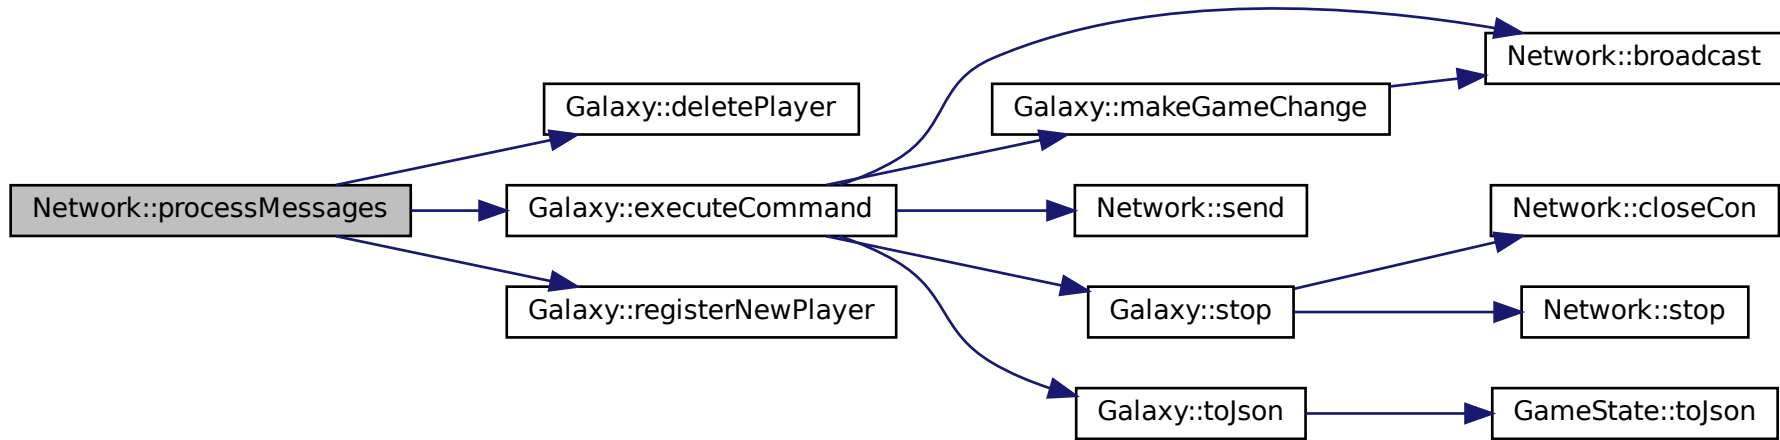 Network::processMessages
Galaxy::deletePlayer
Galaxy::executeCommand
Galaxy::registerNewPlayer
Galaxy::makeGameChange
Network::send
Galaxy::stop
Galaxy::toJson
Network::broadcast
Network::closeCon
Network::stop
GameState::toJson